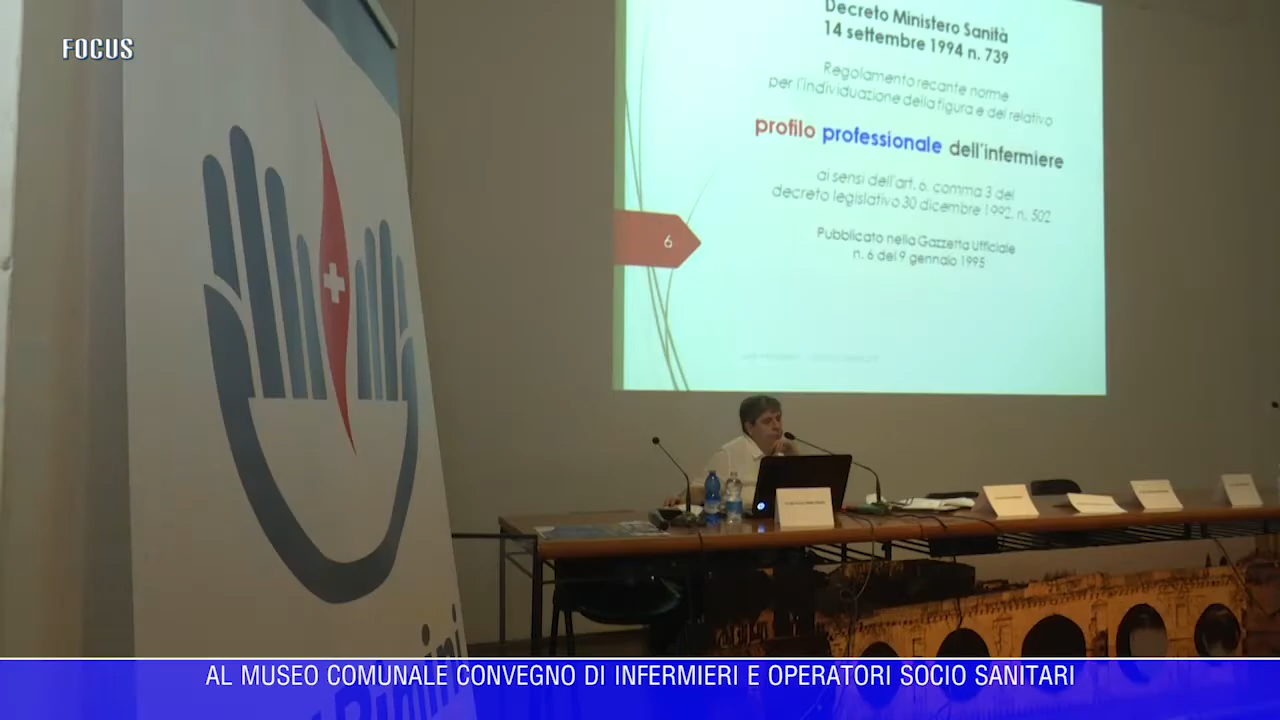 FOCUS
Decreto Ministero Sanità
14 settembre 1994 n. 739
Regolamento recante norme
per l'individuazione della figura e del relativo
profilo professionale dell'infermiere
ai sensi dell'art. 6, comma 3 del
decreto legislativo 30 dicembre 1992, n. 502
Pubblicato nella Gazzetta Ufficiale
n. 6 del 9 gennaio 1995
6
Rimini
AL MUSEO COMUNALE CONVEGNO DI INFERMIERI E OPERATORI SOCIO SANITARI